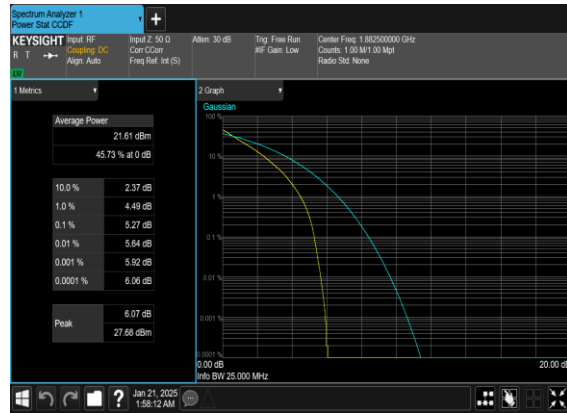 Spectrum Analyzer 1
Power Stat CCDF
KEYSIGHT
R T
LV
Input: RF
Coupling: DC
Align: Auto
Input Z: 50 Ω
Corr CCorr
Freq Ref: Int (S)
Atten: 30 dB
Trig: Free Run
#IF Gain: Low
Center Freq: 1.882500000 GHz
Counts: 1.00 M/1.00 Mpt
Radio Std: None
1 Metrics
Average Power
21.61 dBm
45.73 % at 0 dB
10.0 % 2.37 dB
1.0 % 4.49 dB
0.1 % 5.27 dB
0.01 % 5.64 dB
0.001 % 5.92 dB
0.0001 % 6.06 dB
Peak
6.07 dB
27.68 dBm
2 Graph
Gaussian
100 %
10 %
1 %
0.1 %
0.01 %
0.001 %
0.0001 %
0.00 dB
20.00 dB
Info BW 25.000 MHz
Jan 21, 2025
1:58:12 AM